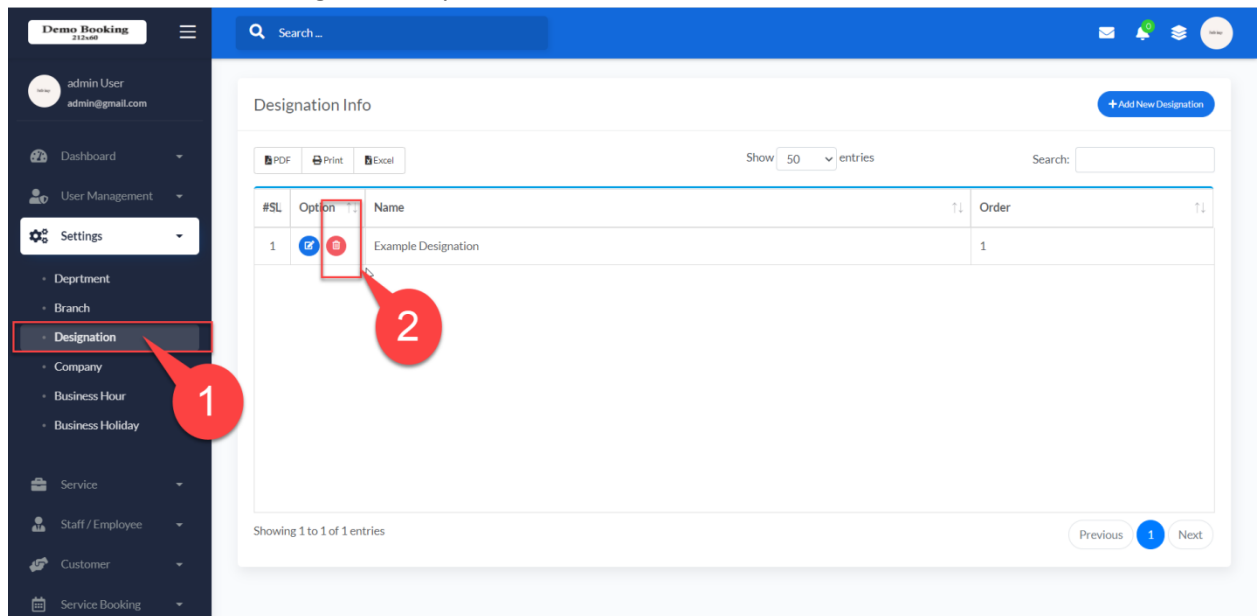 Demo Booking
212x60
Search ...
admin User
admin@gmail.com
Designation Info
+ Add New Designation
Dashboard
PDF Print Excel
Show 50 entries
Search:
User Management
#SL Option Name Order
Settings
1 Example Designation 1
Deprtment
Branch
2
Designation
Company
1
Business Hour
Business Holiday
Service
Staff / Employee
Showing 1 to 1 of 1 entries
Previous 1 Next
Customer
Service Booking